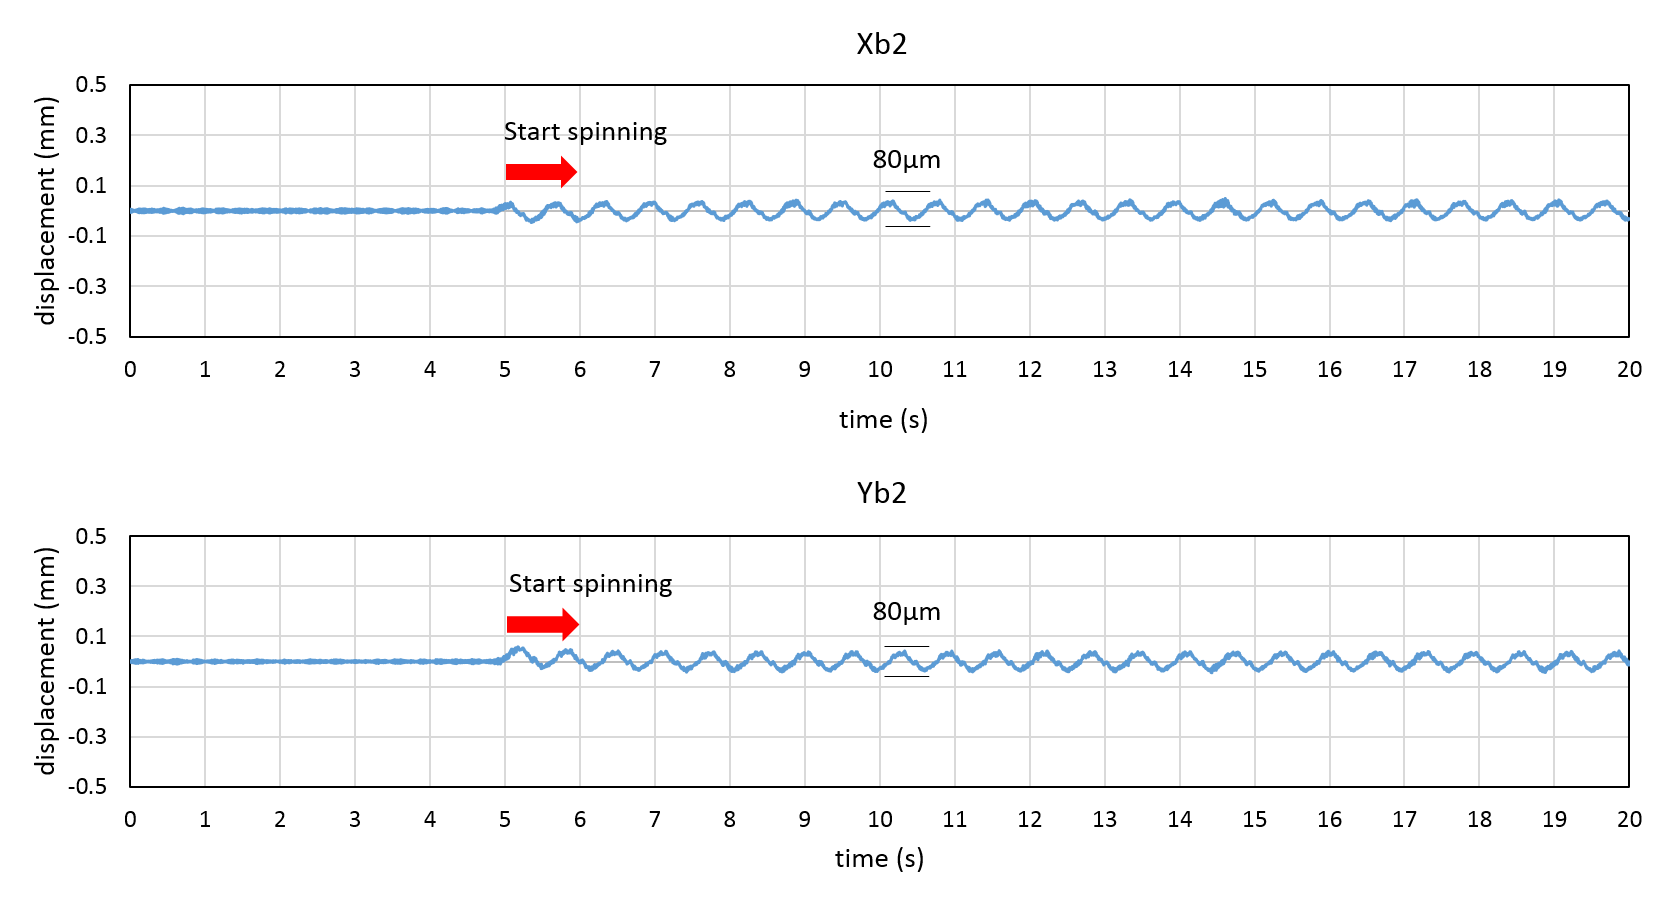 Xb2
0.5
0.3
0.1
-0.1
-0.3
-0.5
displacement (mm)
Start spinning
80μm
0 1 2 3 4 5 6 7 8 9 10 11 12 13 14 15 16 17 18 19 20
time (s)
Yb2
0.5
0.3
0.1
-0.1
-0.3
-0.5
displacement (mm)
Start spinning
80μm
0 1 2 3 4 5 6 7 8 9 10 11 12 13 14 15 16 17 18 19 20
time (s)